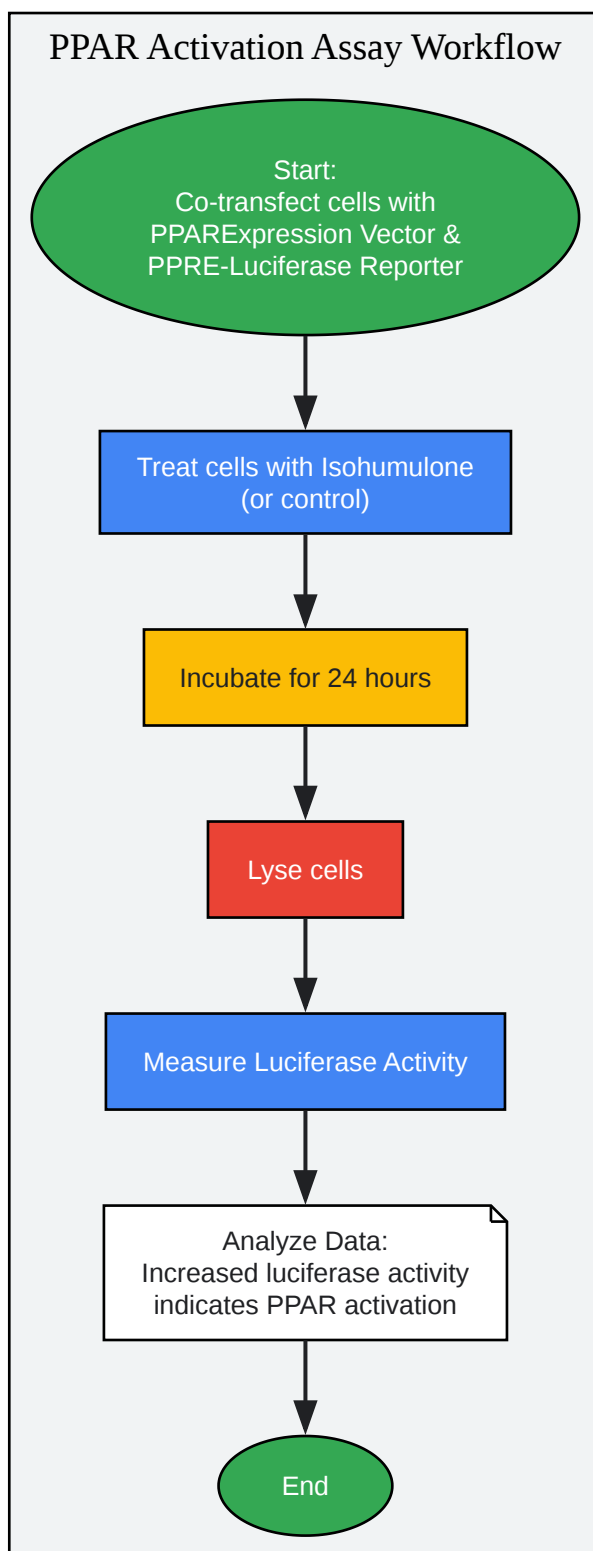 PPAR Activation Assay Workflow
Start:
Co-transfect cells with
PPARExpression Vector &
PPRE-Luciferase Reporter
Treat cells with Isohumulone
(or control)
Incubate for 24 hours
Lyse cells
Measure Luciferase Activity
Analyze Data:
Increased luciferase activity
indicates PPAR activation
End